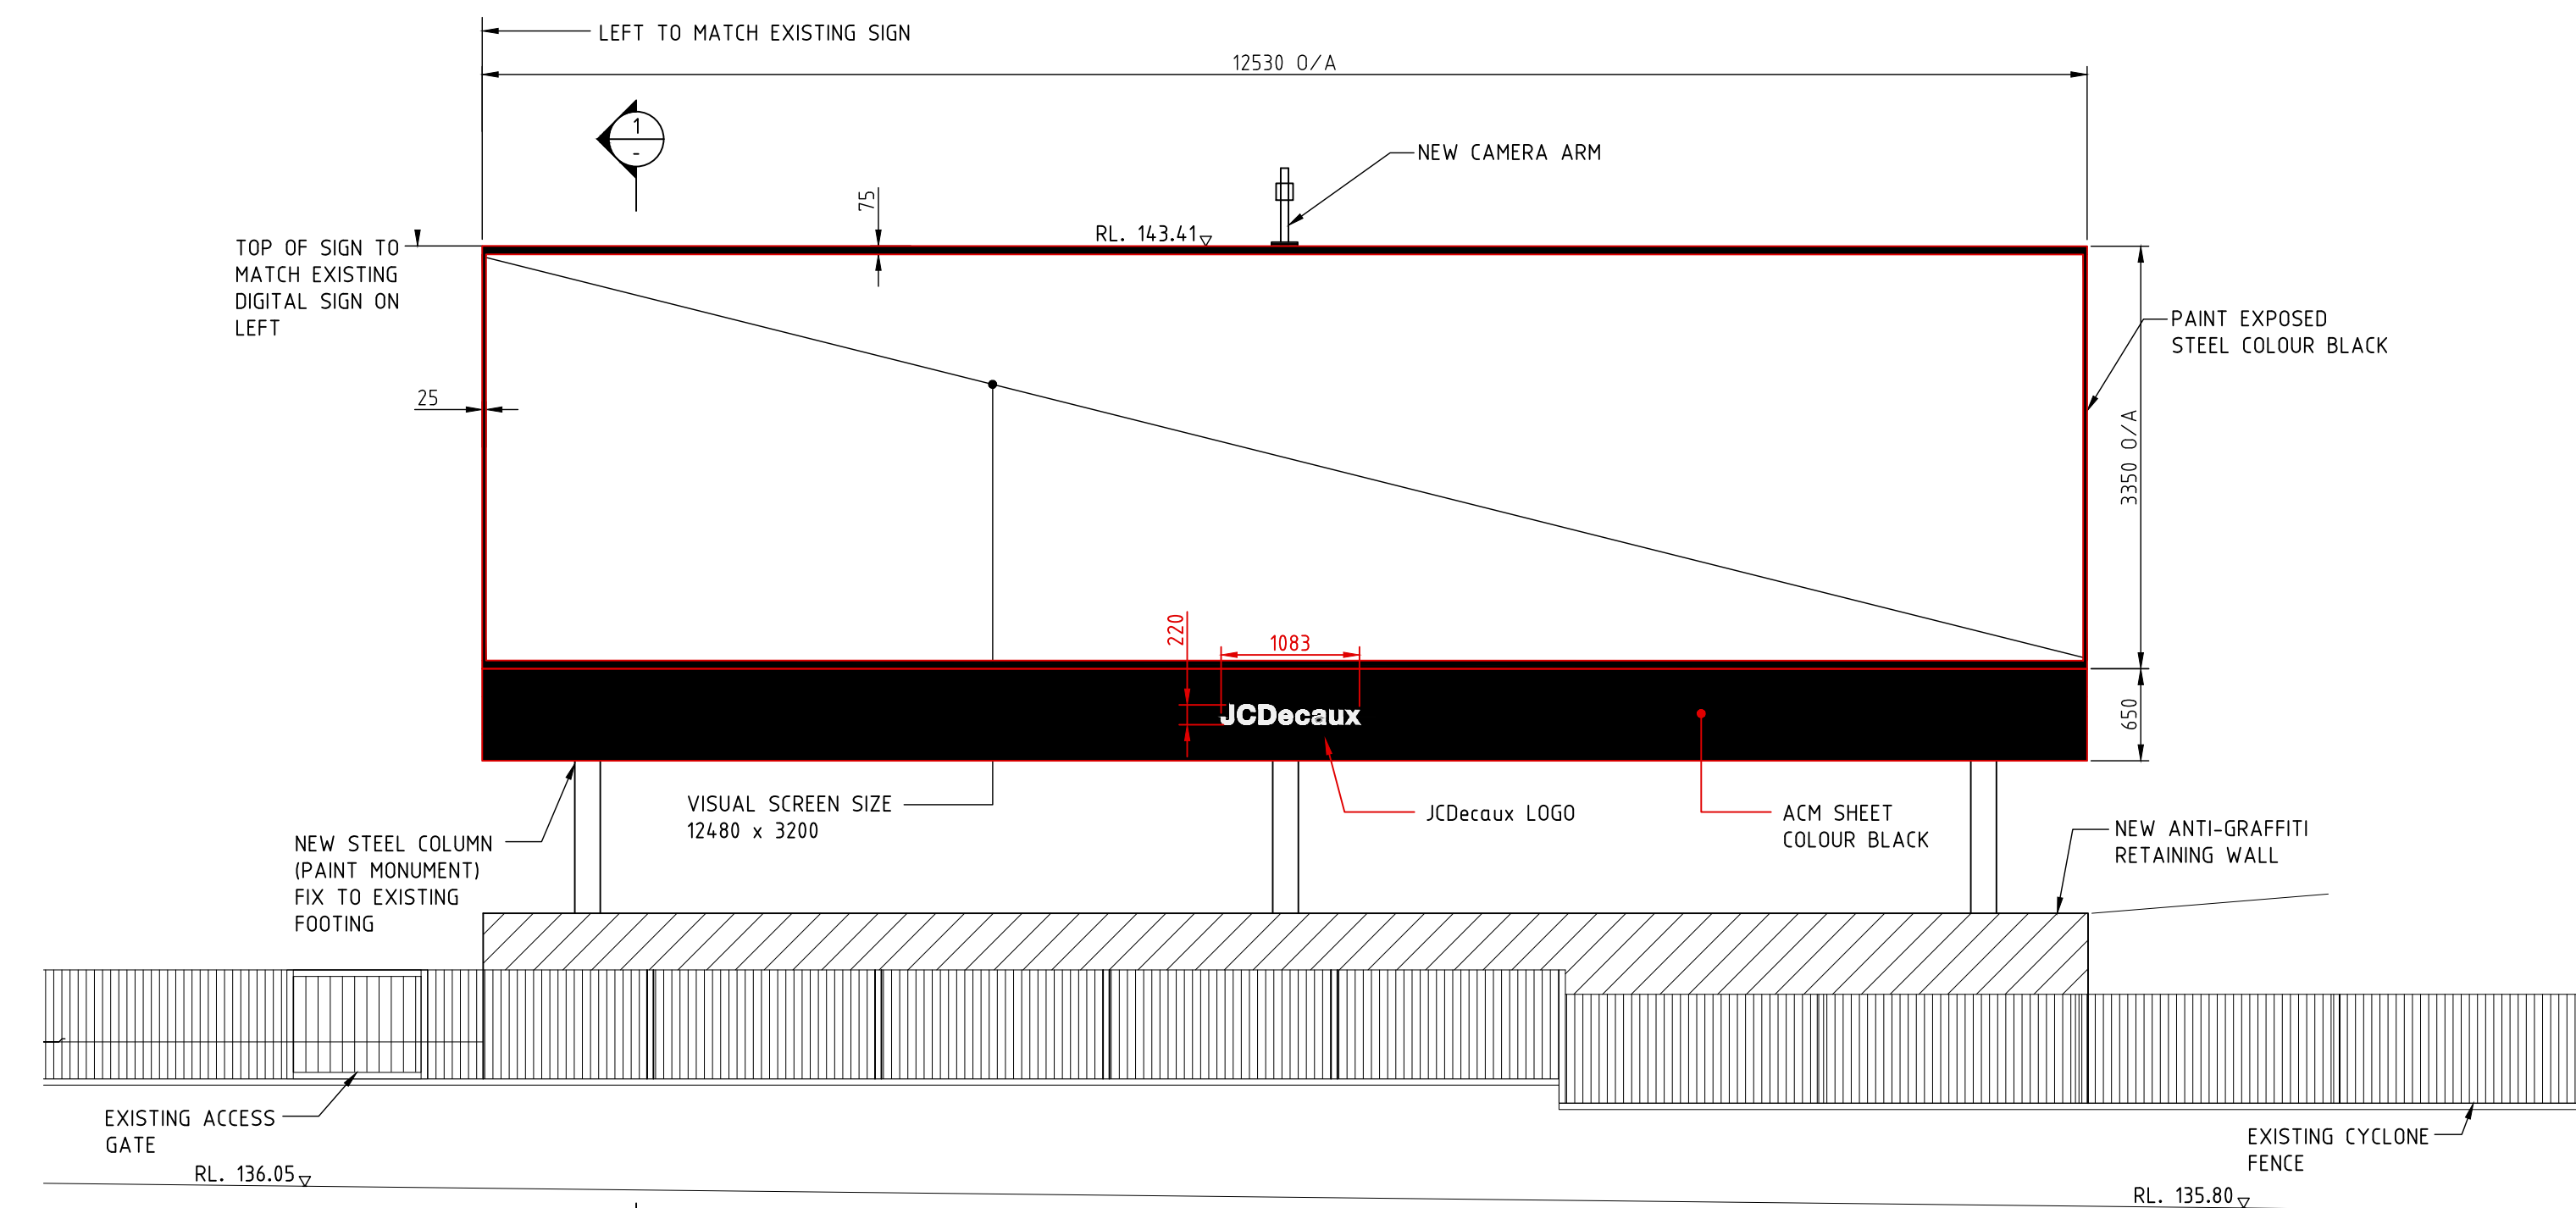 LEFT TO MATCH EXISTING SIGN
12530 O/A
1
-
NEW CAMERA ARM
75
RL. 143.41
TOP OF SIGN TO
MATCH EXISTING
DIGITAL SIGN ON
LEFT
PAINT EXPOSED
STEEL COLOUR BLACK
25
3350 O/A
220
1083
650
JCDecaux
VISUAL SCREEN SIZE
12480 x 3200
JCDecaux LOGO
ACM SHEET
COLOUR BLACK
NEW STEEL COLUMN
(PAINT MONUMENT)
FIX TO EXISTING
FOOTING
NEW ANTI-GRAFFITI
RETAINING WALL
EXISTING ACCESS
GATE
EXISTING CYCLONE
FENCE
RL. 136.05
RL. 135.80